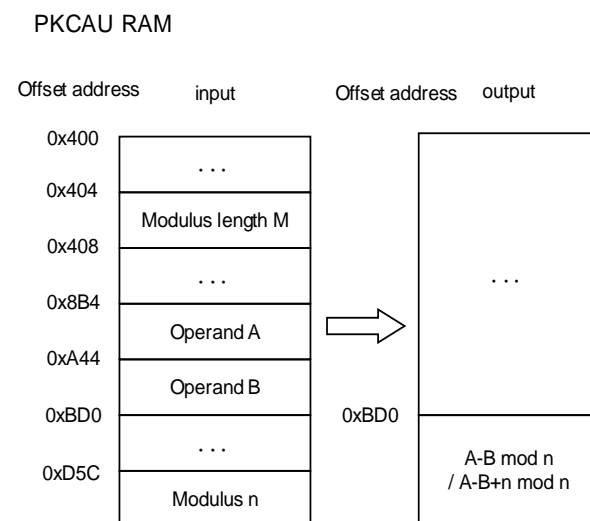 PKCAU RAM
Offset address input Offset address output
0x400
. . .
0x404
Modulus length M
0x408
. . .
0x8B4
Operand A
0xA44
Operand B
0xBD0
. . .
0xD5C
Modulus n
. . .
0xBD0
A-B mod n
/ A-B+n mod n